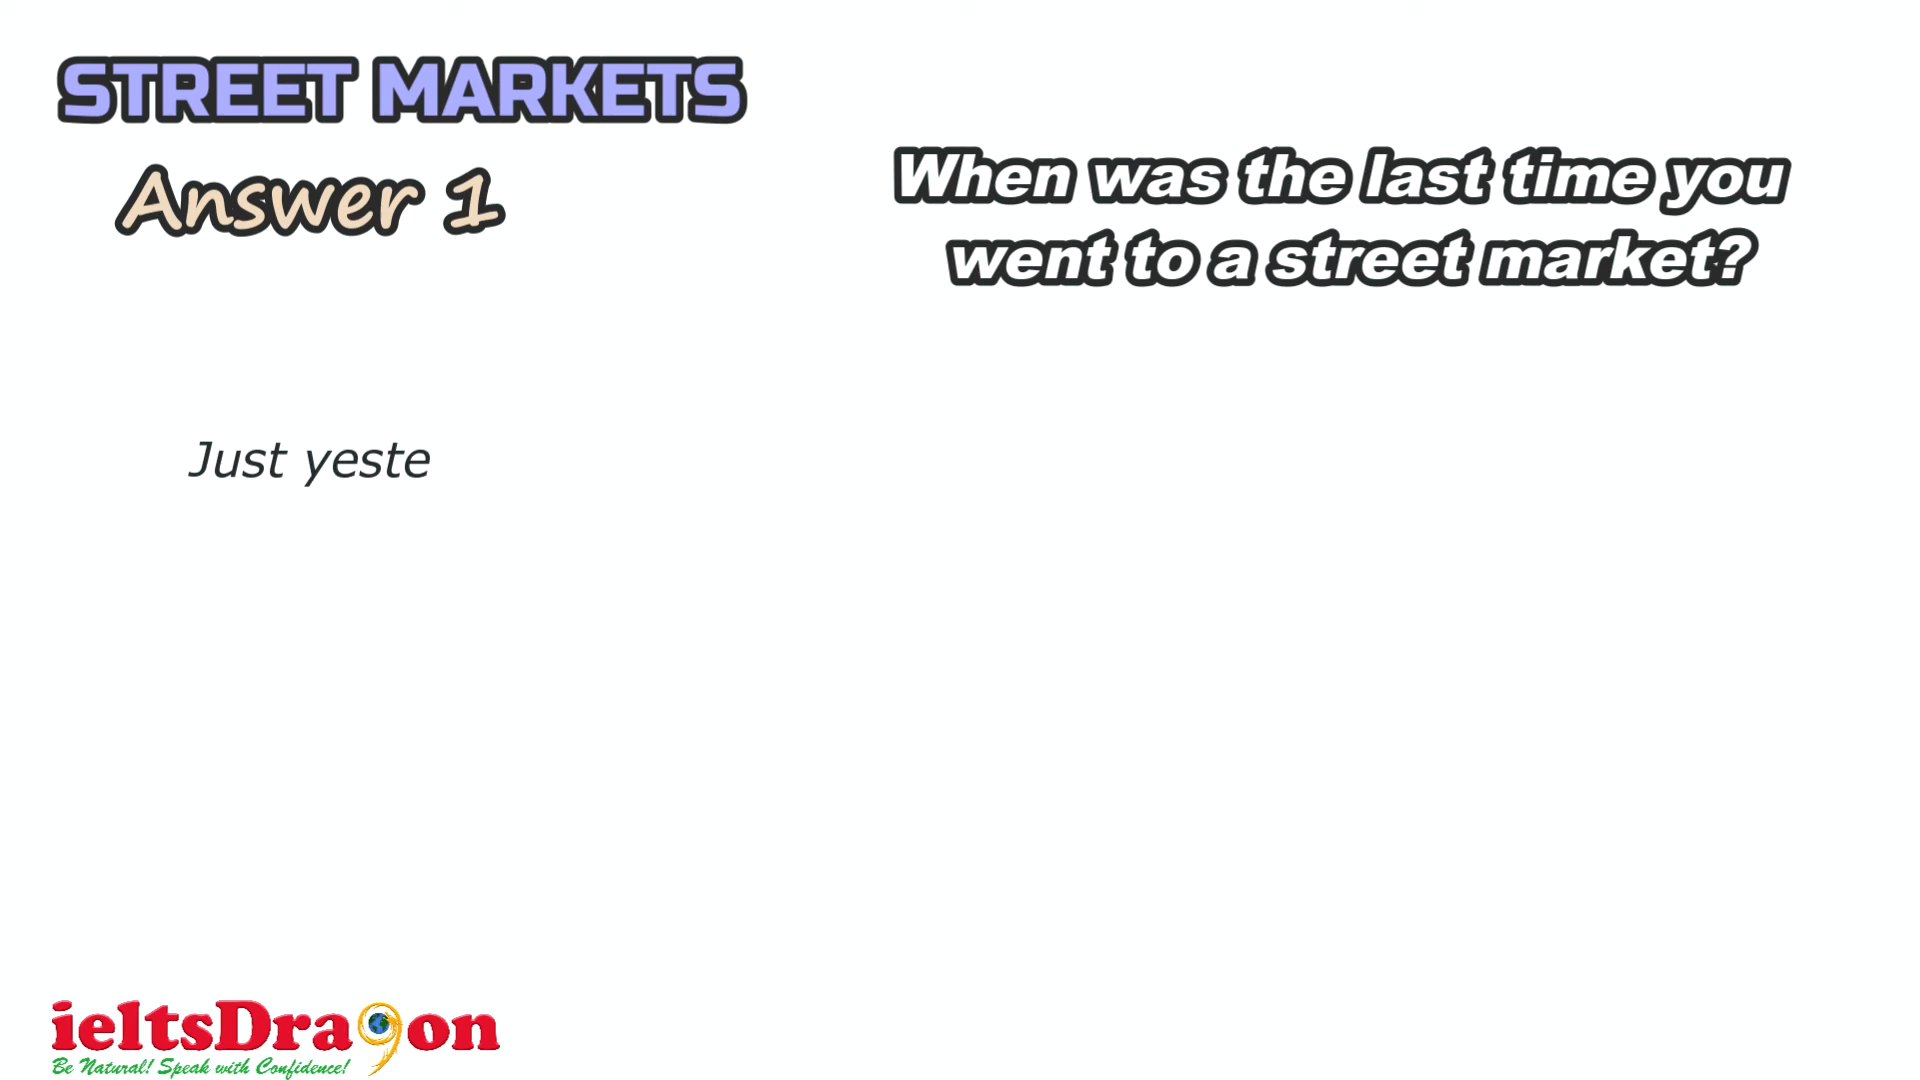 STREET MARKETS
Answer 1
When was the last time you
went to a street market?
Just yeste
ieltsDra9on
Be Natural! Speak with Confidence!